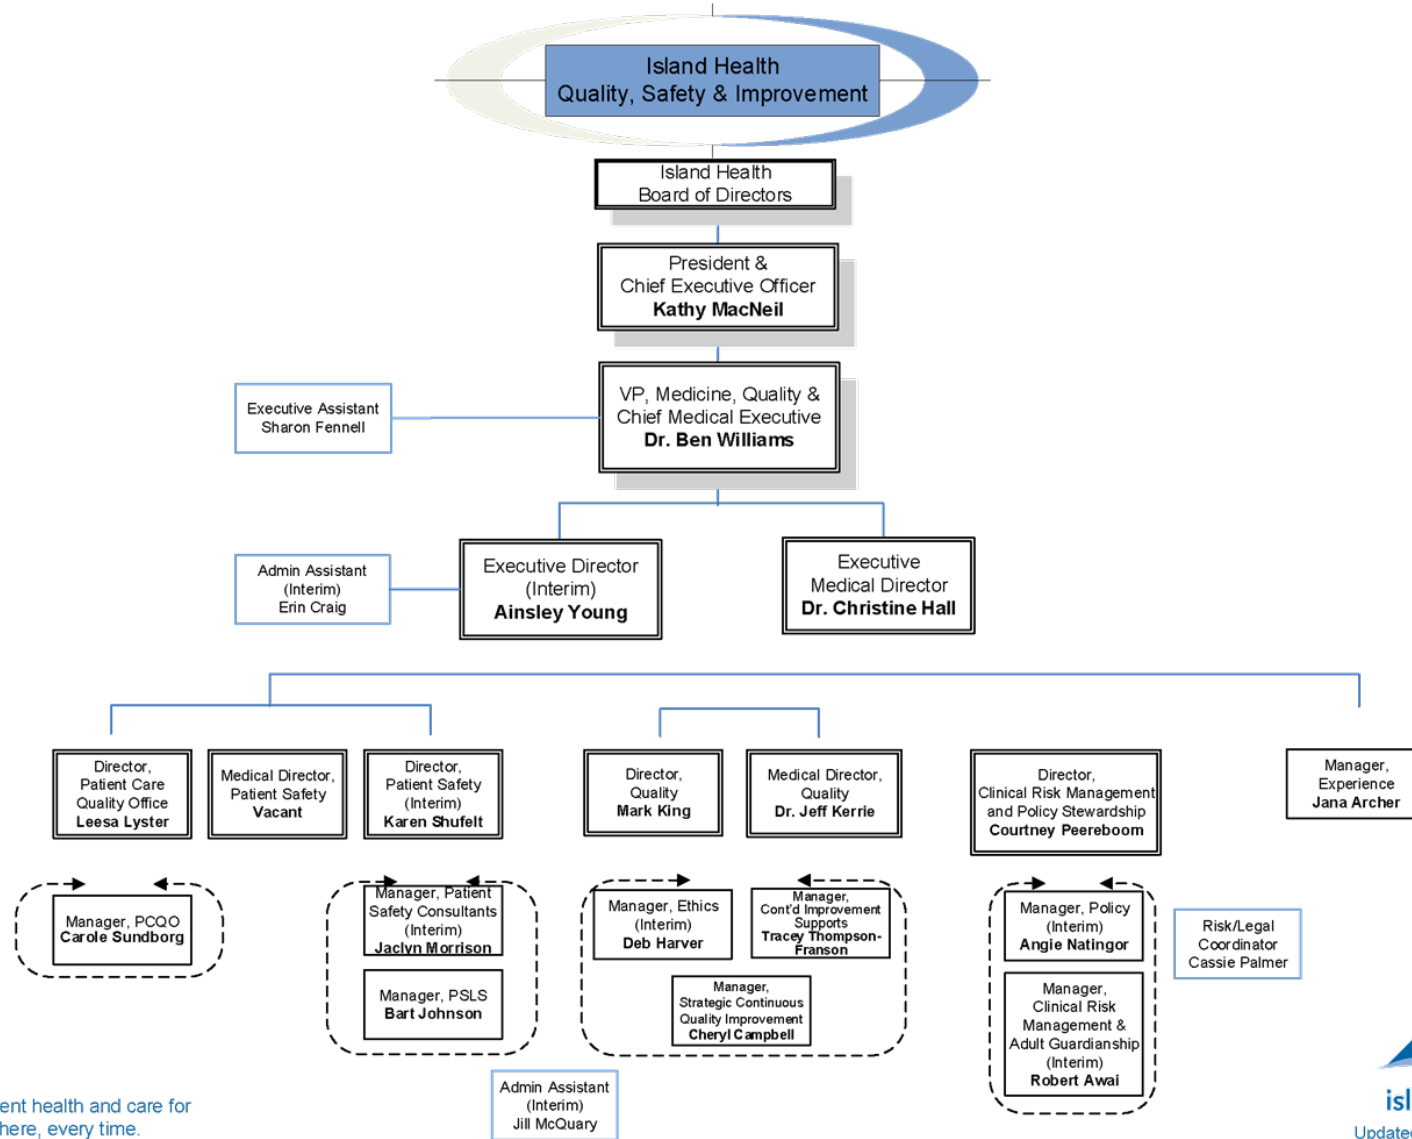 Island Health
Quality, Safety & Improvement
Island Health
Board of Directors
President &
Chief Executive Officer
Kathy MacNeil
VP, Medicine, Quality &
Chief Medical Executive
Dr. Ben Williams
Executive Assistant
Sharon Fennell
Executive Director
(Interim)
Ainsley Young
Executive
Medical Director
Dr. Christine Hall
Admin Assistant
(Interim)
Erin Craig
Director,
Patient Care
Quality Office
Leesa Lyster
Medical Director,
Patient Safety
Vacant
Director,
Patient Safety
(Interim)
Karen Shufelt
Director,
Quality
Mark King
Medical Director,
Quality
Dr. Jeff Kerrie
Director,
Clinical Risk Management
and Policy Stewardship
Courtney Peereboom
Manager,
Experience
Jana Archer
Manager, PCQO
Carole Sundborg
Manager, Patient
Safety Consultants
(Interim)
Jaclyn Morrison
Manager, PSLS
Bart Johnson
Manager, Ethics
(Interim)
Deb Harver
Manager,
Cont'd Improvement
Supports
Tracey Thompson-
Franson
Manager,
Strategic Continuous
Quality Improvement
Cheryl Campbell
Manager, Policy
(Interim)
Angie Natingor
Manager,
Clinical Risk
Management &
Adult Guardianship
(Interim)
Robert Awai
Risk/Legal
Coordinator
Cassie Palmer
Admin Assistant
(Interim)
Jill McQuary
ent health and care for
here, every time.
isl
Updated